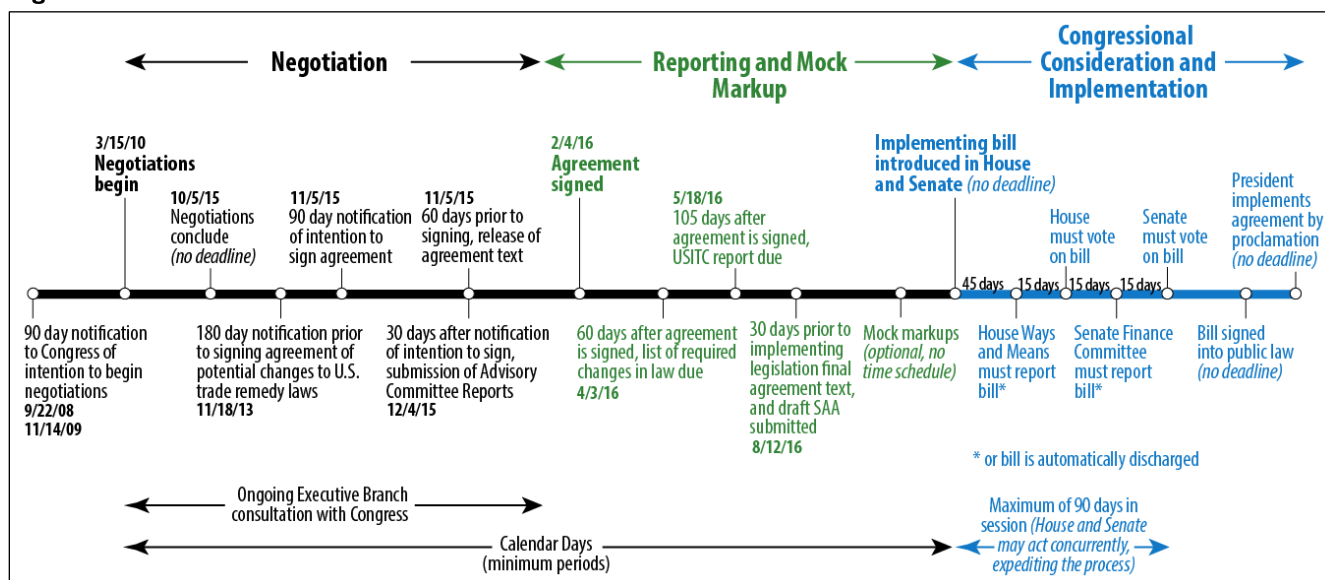 Negotiation
Reporting and Mock
Markup
Congressional
Consideration and
Implementation
3/15/10
Negotiations
begin
10/5/15
Negotiations
conclude
(no deadline)
11/5/15
90 day notification
of intention to
sign agreement
11/5/15
60 days prior to
signing, release of
agreement text
2/4/16
Agreement
signed
5/18/16
105 days after
agreement is signed,
USITC report due
Implementing bill
introduced in House
and Senate (no deadline)
House
must vote
on bill
Senate
must vote
on bill
President
implements
agreement by
proclamation
(no deadline)
45 days
15 days
15 days
15 days
90 day notification
to Congress of
intention to begin
negotiations
9/22/08
11/14/09
180 day notification prior
to signing agreement of
potential changes to U.S.
trade remedy laws
11/18/13
30 days after notification
of intention to sign,
submission of Advisory
Committee Reports
12/4/15
60 days after agreement
is signed, list of required
changes in law due
4/3/16
30 days prior to
implementing
legislation final
agreement text,
and draft SAA
submitted
8/12/16
Mock markups
(optional, no
time schedule)
House Ways
and Means
must report
bill*
Senate Finance
Committee
must report
bill*
Bill signed
into public law
(no deadline)
* or bill is automatically discharged
Ongoing Executive Branch
consultation with Congress
Calendar Days
(minimum periods)
Maximum of 90 days in
session (House and Senate
may act concurrently,
expediting the process)